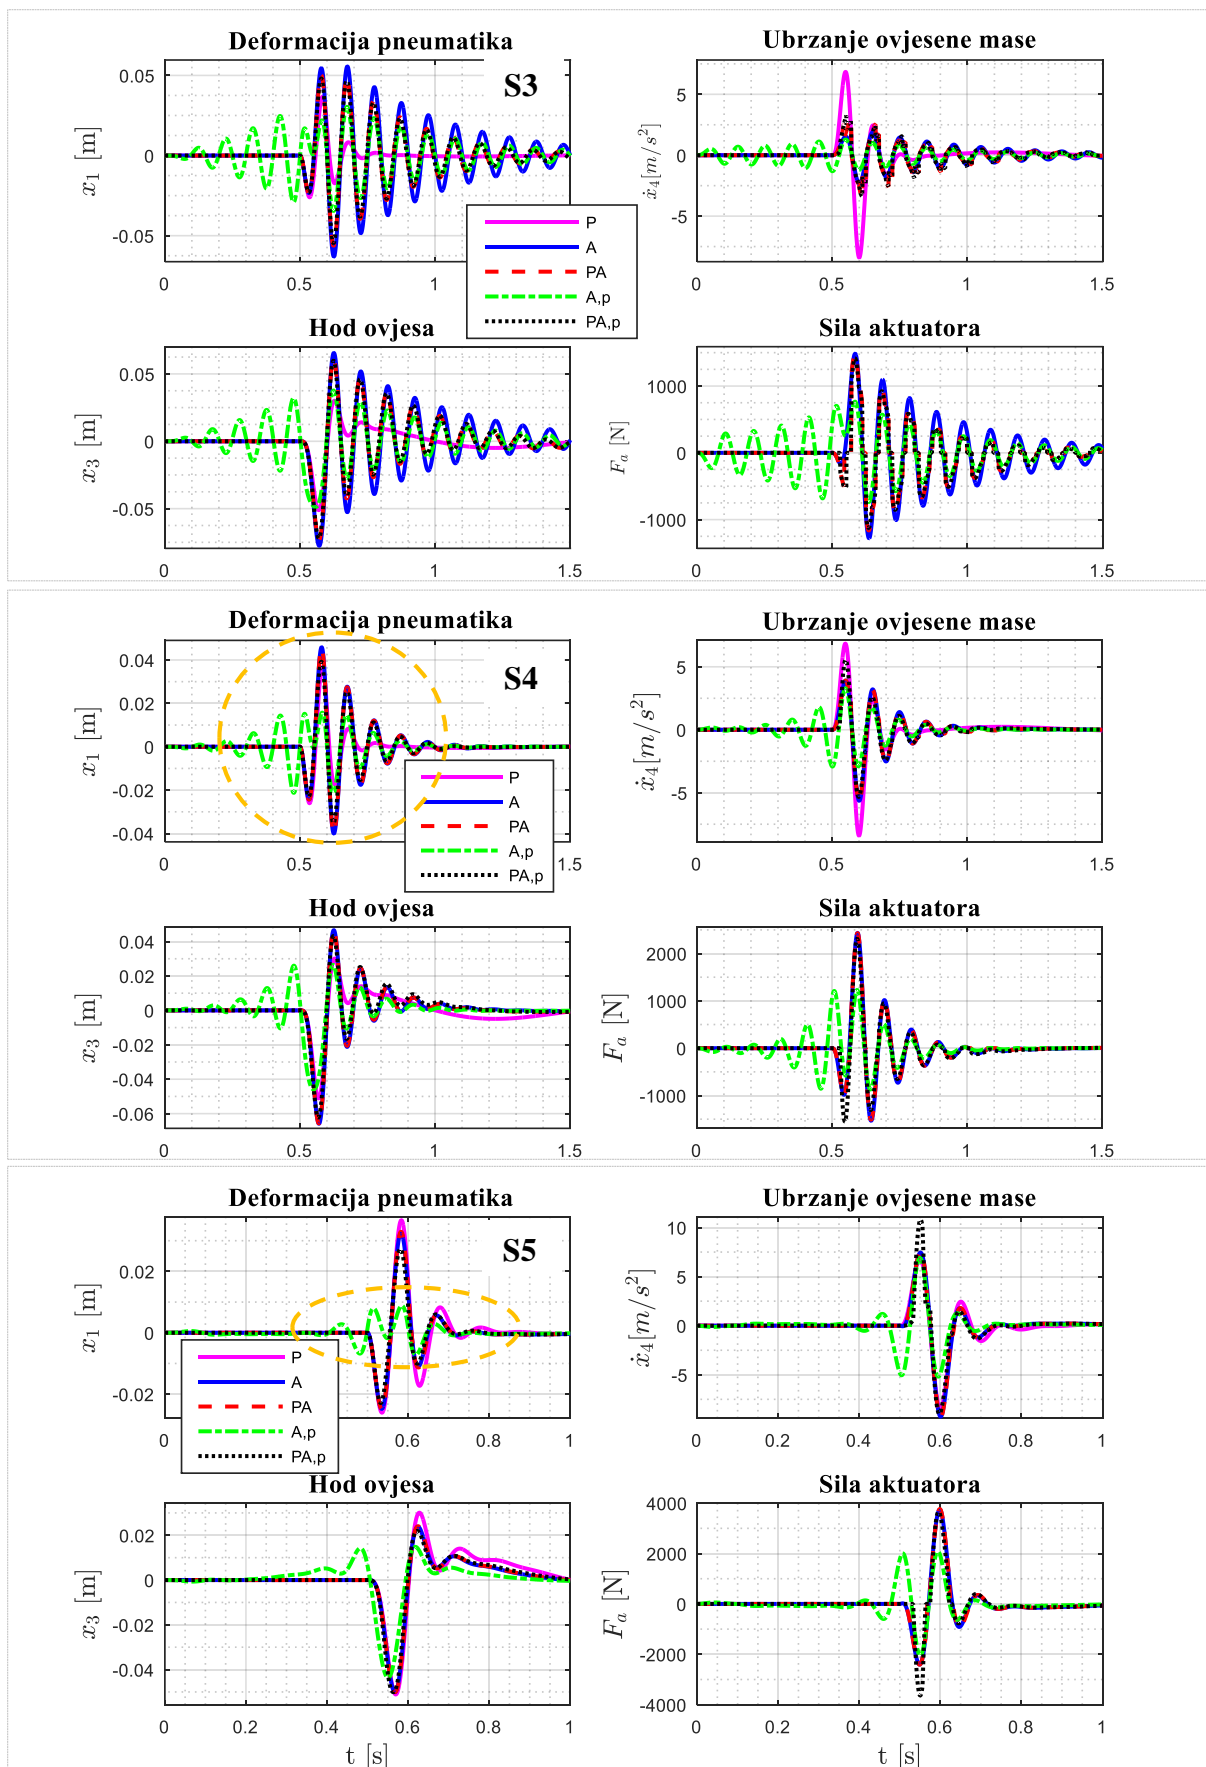 Deformacija pneumatika
S3
0.05
0
-0.05
x₁ [m]
0 0.5 1 1.5
Ubrzanje ovjesene mase
5
0
-5
ẋ₄[m/s²]
0 0.5 1 1.5
P
A
PA
A,p
PA,p
Hod ovjesa
0.05
0
-0.05
x₃ [m]
0 0.5 1 1.5
Sila aktuatora
1000
0
-1000
Fₐ [N]
0 0.5 1 1.5
Deformacija pneumatika
S4
0.04
0.02
0
-0.02
-0.04
x₁ [m]
0 0.5 1 1.5
Ubrzanje ovjesene mase
5
0
-5
ẋ₄[m/s²]
0 0.5 1 1.5
P
A
PA
A,p
PA,p
Hod ovjesa
0.04
0.02
0
-0.02
-0.04
-0.06
x₃ [m]
0 0.5 1 1.5
Sila aktuatora
2000
1000
0
-1000
Fₐ [N]
0 0.5 1 1.5
Deformacija pneumatika
S5
0.02
0
-0.02
x₁ [m]
0 0.2 0.4 0.6 0.8 1
Ubrzanje ovjesene mase
10
5
0
-5
ẋ₄[m/s²]
0 0.2 0.4 0.6 0.8 1
P
A
PA
A,p
PA,p
Hod ovjesa
0.02
0
-0.02
-0.04
x₃ [m]
0 0.2 0.4 0.6 0.8 1
t [s]
Sila aktuatora
4000
2000
0
-2000
-4000
Fₐ [N]
0 0.2 0.4 0.6 0.8 1
t [s]